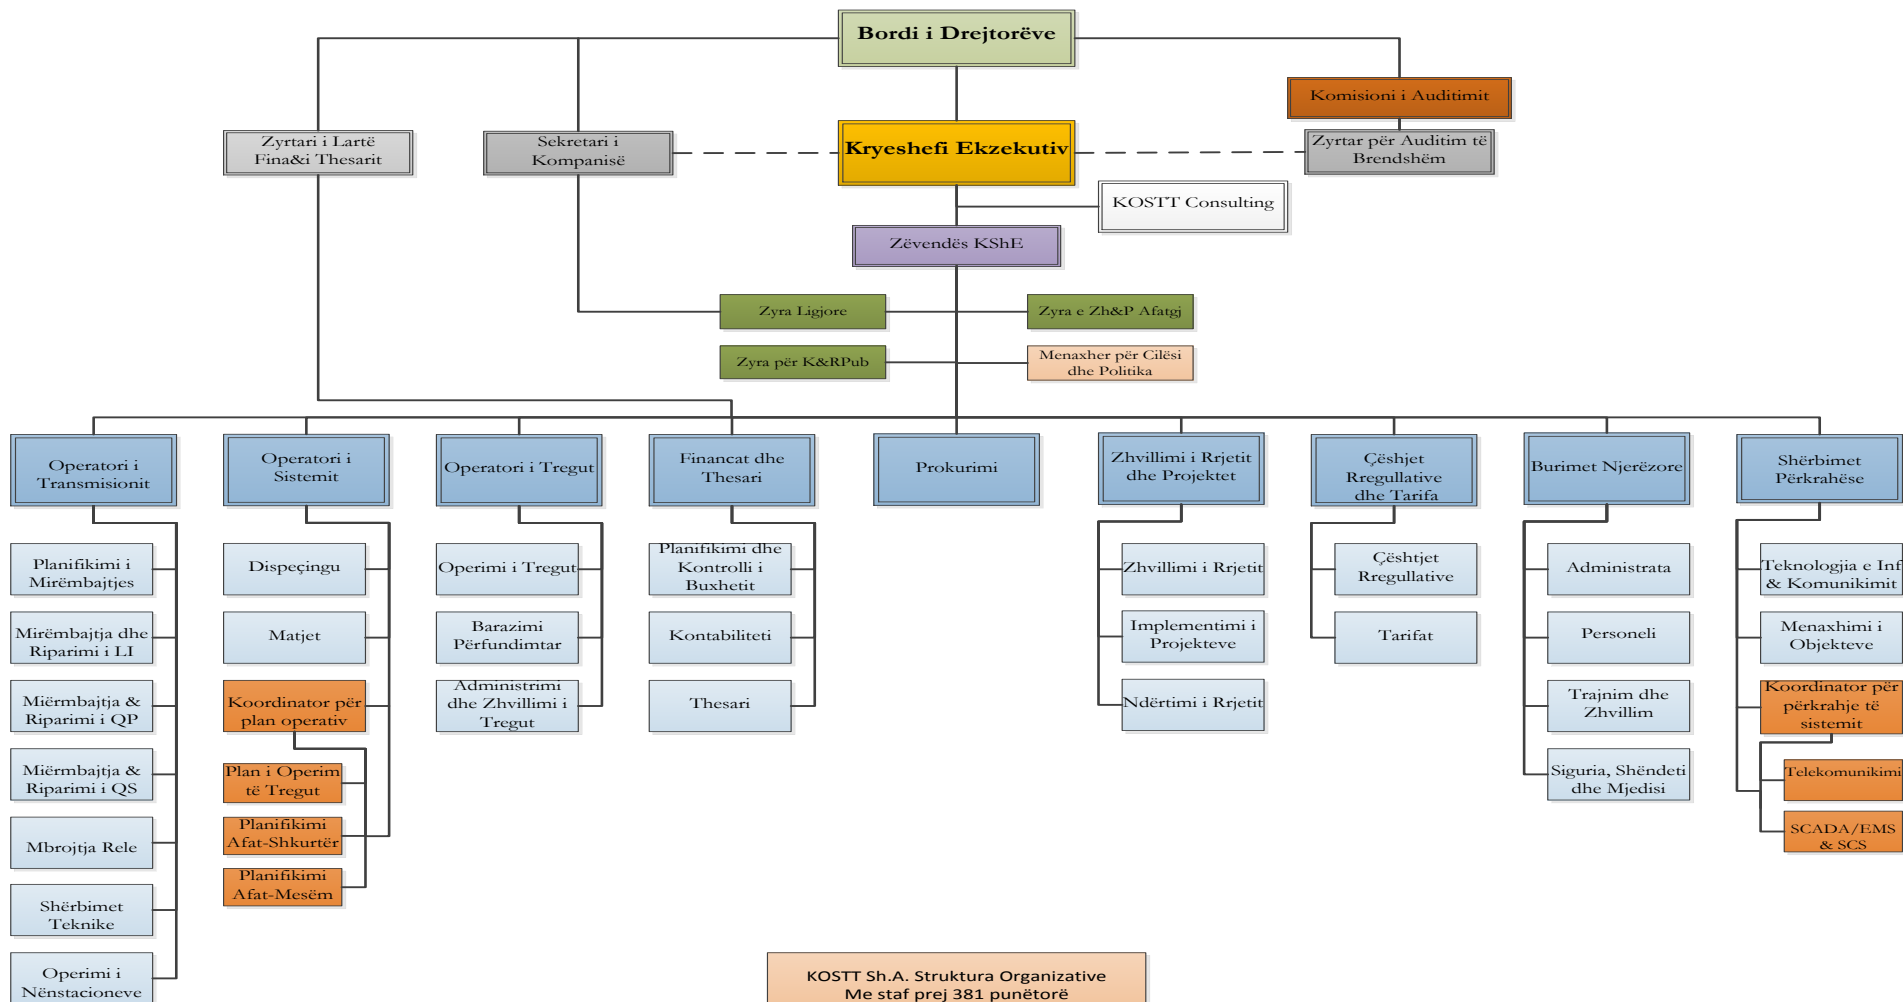 Bordi i Drejtorëve
Komisioni i Auditimit
Zyrtari i Lartë
Fina&i Thesarit
Sekretari i
Kompanisë
Kryeshefi Ekzekutiv
Zyrtar për Auditim të
Brendshëm
KOSTT Consulting
Zëvendës KShE
Zyra Ligjore
Zyra e Zh&P Afatgj
Zyra për K&RPub
Menaxher për Cilësi
dhe Politika
Operatori i
Transmisionit
Operatori i
Sistemit
Operatori i Tregut
Financat dhe
Thesari
Prokurimi
Zhvillimi i Rrjetit
dhe Projektet
Çëshjet
Rregullative
dhe Tarifa
Burimet Njerëzore
Shërbimet
Përkrahëse
Planifikimi i
Mirëmbajtjes
Mirëmbajtja dhe
Riparimi i LI
Miërmbajtja &
Riparimi i QP
Miërmbajtja &
Riparimi i QS
Mbrojtja Rele
Shërbimet
Teknike
Operimi i
Nënstacioneve
Dispeçingu
Matjet
Koordinator për
plan operativ
Plan i Operim
të Tregut
Planifikimi
Afat-Shkurtër
Planifikimi
Afat-Mesëm
Operimi i Tregut
Barazimi
Përfundimtar
Administrimi
dhe Zhvillimi i
Tregut
Planifikimi dhe
Kontrolli i
Buxhetit
Kontabiliteti
Thesari
Zhvillimi i Rrjetit
Implementimi i
Projekteve
Ndërtimi i Rrjetit
Çështjet
Rregullative
Tarifat
Administrata
Personeli
Trajnim dhe
Zhvillim
Siguria, Shëndeti
dhe Mjedisi
Teknologjia e Inf
& Komunikimit
Menaxhimi i
Objekteve
Koordinator për
përkrahje të
sistemit
Telekomunikimi
SCADA/EMS
& SCS
KOSTT Sh.A. Struktura Organizative
Me staf prej 381 punëtorë